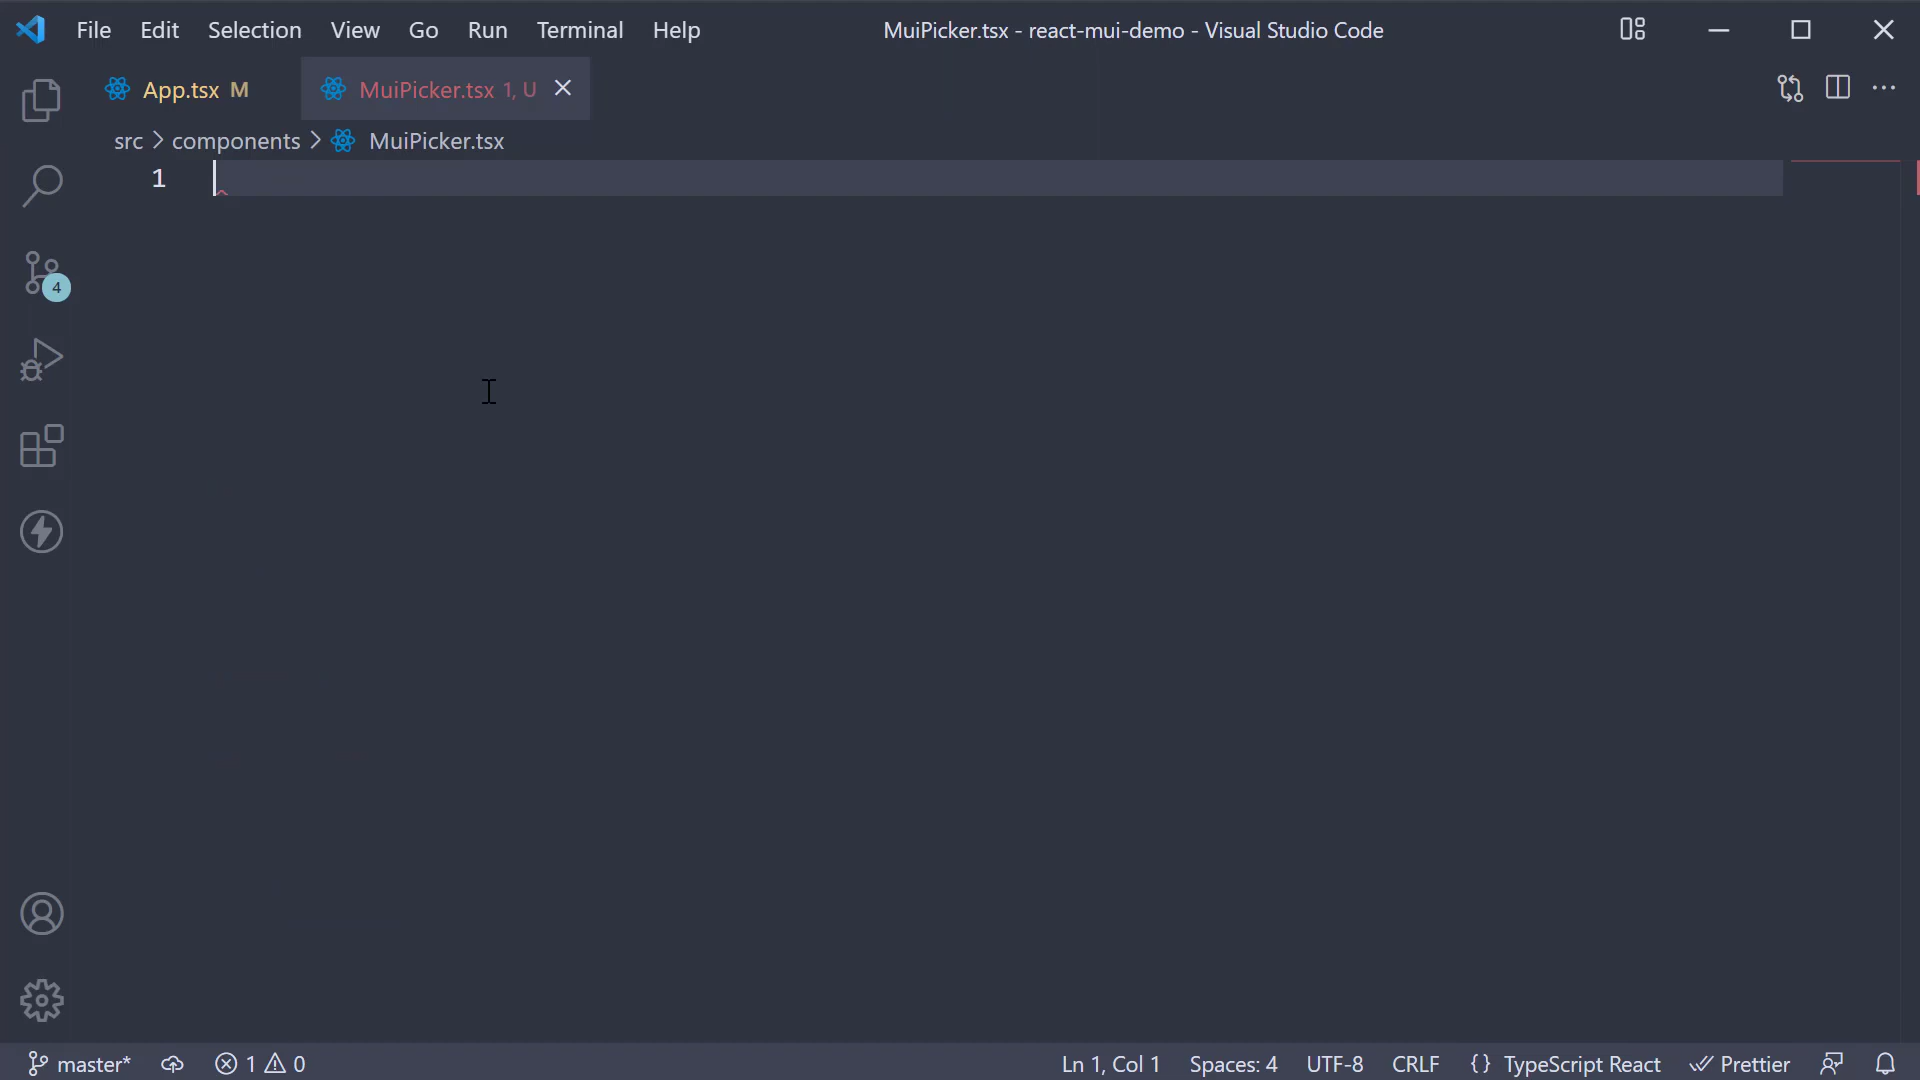 File Edit Selection View Go Run Terminal Help MuiPicker.tsx - react-mui-demo - Visual Studio Code
App.tsx M MuiPicker.tsx 1, U
src > components > MuiPicker.tsx
1
4
master* 1 0 Ln 1, Col 1 Spaces: 4 UTF-8 CRLF {} TypeScript React Prettier